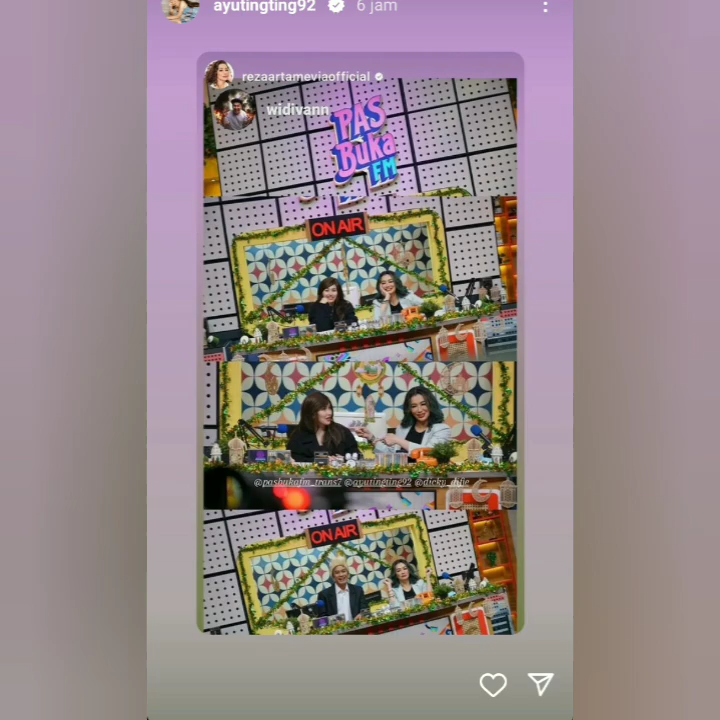 ayutingting92 6 jam
rezaartameviaofficial
widivann
PAS
Buka
FM
ON AIR
@pasbukafm_trans7 @ayutingting92 @dicky_difie
ON AIR